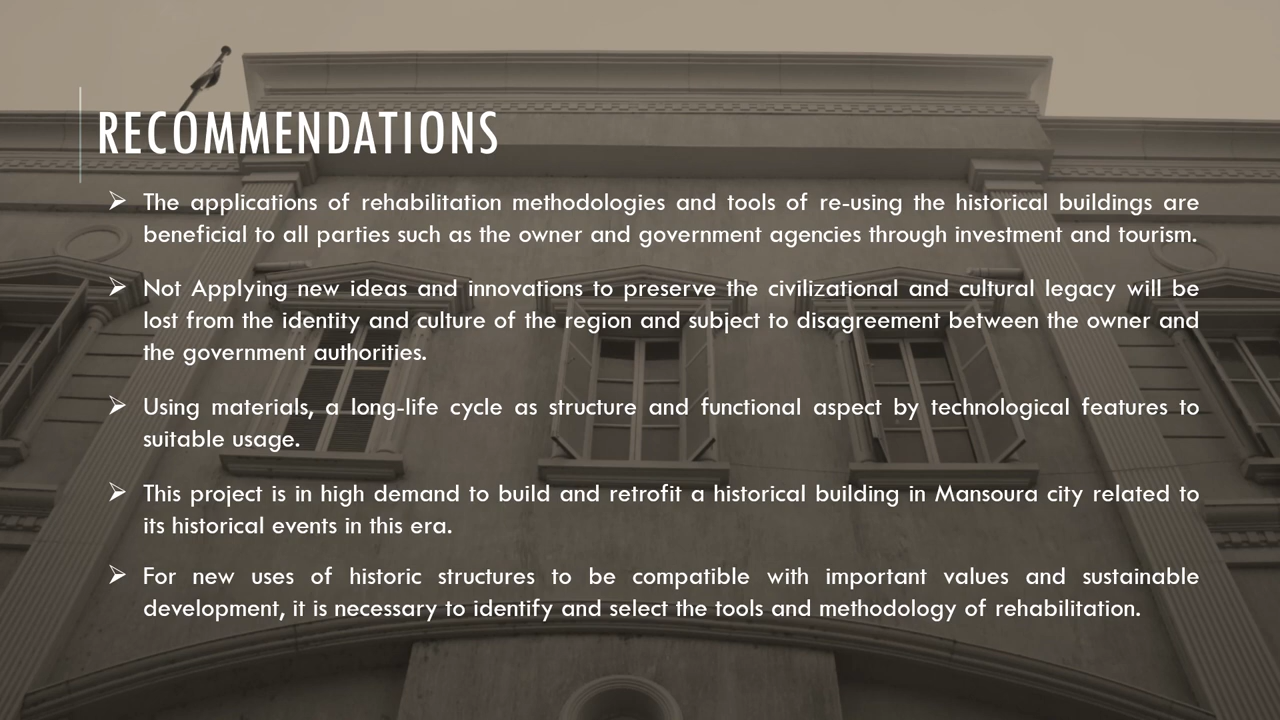 RECOMMENDATIONS
➢ The applications of rehabilitation methodologies and tools of re-using the historical buildings are
beneficial to all parties such as the owner and government agencies through investment and tourism.
➢ Not Applying new ideas and innovations to preserve the civilizational and cultural legacy will be
lost from the identity and culture of the region and subject to disagreement between the owner and
the government authorities.
➢ Using materials, a long-life cycle as structure and functional aspect by technological features to
suitable usage.
➢ This project is in high demand to build and retrofit a historical building in Mansoura city related to
its historical events in this era.
➢ For new uses of historic structures to be compatible with important values and sustainable
development, it is necessary to identify and select the tools and methodology of rehabilitation.